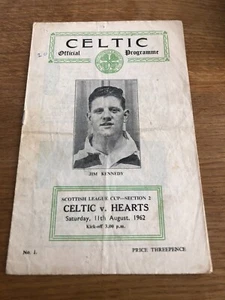 CELTIC
Official Programme
JIM KENNEDY
SCOTTISH LEAGUE CUP—SECTION 2
CELTIC v. HEARTS
Saturday, 11th August, 1962
Kick-off 3.00 p.m.
No. 1. PRICE THREEPENCE